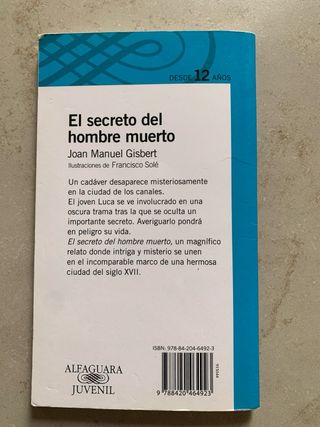 DESDE 12 AÑOS
El secreto del
hombre muerto
Joan Manuel Gisbert
Ilustraciones de Francisco Solé
Un cadáver desaparece misteriosamente
en la ciudad de los canales.
El joven Luca se ve involucrado en una
oscura trama tras la que se oculta un
importante secreto. Averiguarlo pondrá
en peligro su vida.
El secreto del hombre muerto, un magnífico
relato donde intriga y misterio se unen
en el incomparable marco de una hermosa
ciudad del siglo XVII.
ISBN: 978-84-204-6492-3
9 788420 464923
ALFAGUARA
JUVENIL